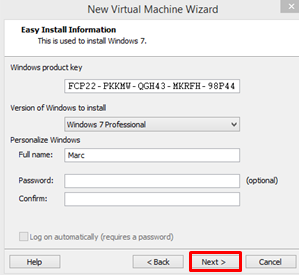 New Virtual Machine Wizard
Easy Install Information
This is used to install Windows 7.
Windows product key
FCP22-PKKMW-QGH43-MKRFH-98P44
Version of Windows to install
Windows 7 Professional
Personalize Windows
Full name: Marc
Password: (optional)
Confirm:
Log on automatically (requires a password)
Help < Back Next > Cancel